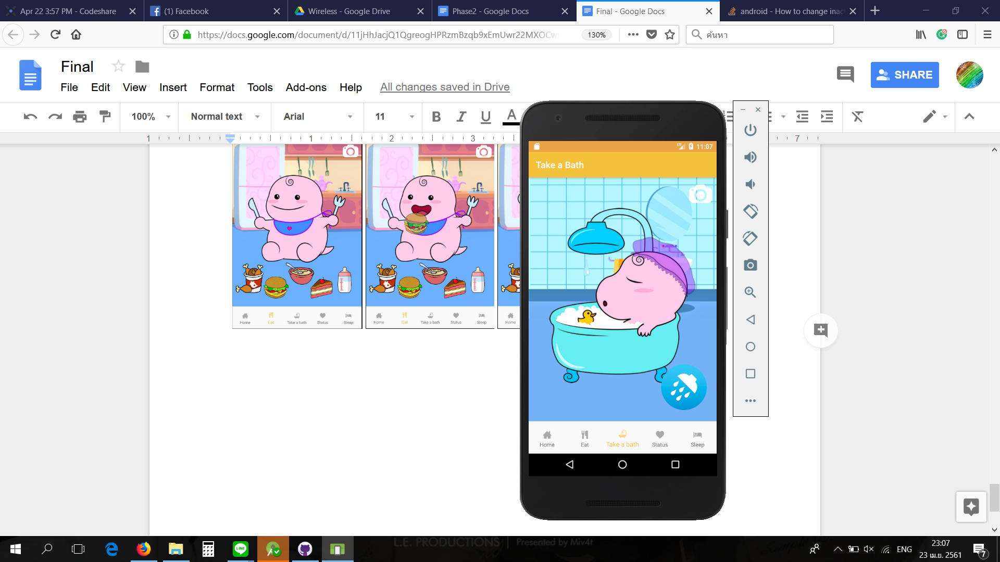 Apr 22 3:57 PM - Codeshare
(1) Facebook
Wireless - Google Drive
Phase2 - Google Docs
Final - Google Docs
android - How to change inac
https://docs.google.com/document/d/11jHhJacjQ1QgreogHPRzmBzqb9xEmUwr22MXOCw
130%
ค้นหา
Final
File Edit View Insert Format Tools Add-ons Help All changes saved in Drive
SHARE
100% Normal text Arial 11 B I U A
1 1 2 3 7
LTE 11:07
Take a Bath
Home Eat Take a bath Status Sleep
Home Eat Take a bath Status Sleep
Home
Home Eat Take a bath Status Sleep
L.E. PRODUCTIONS | Presented by Miv4t
LINE
ENG
23:07
23 เม.ย. 2561
7